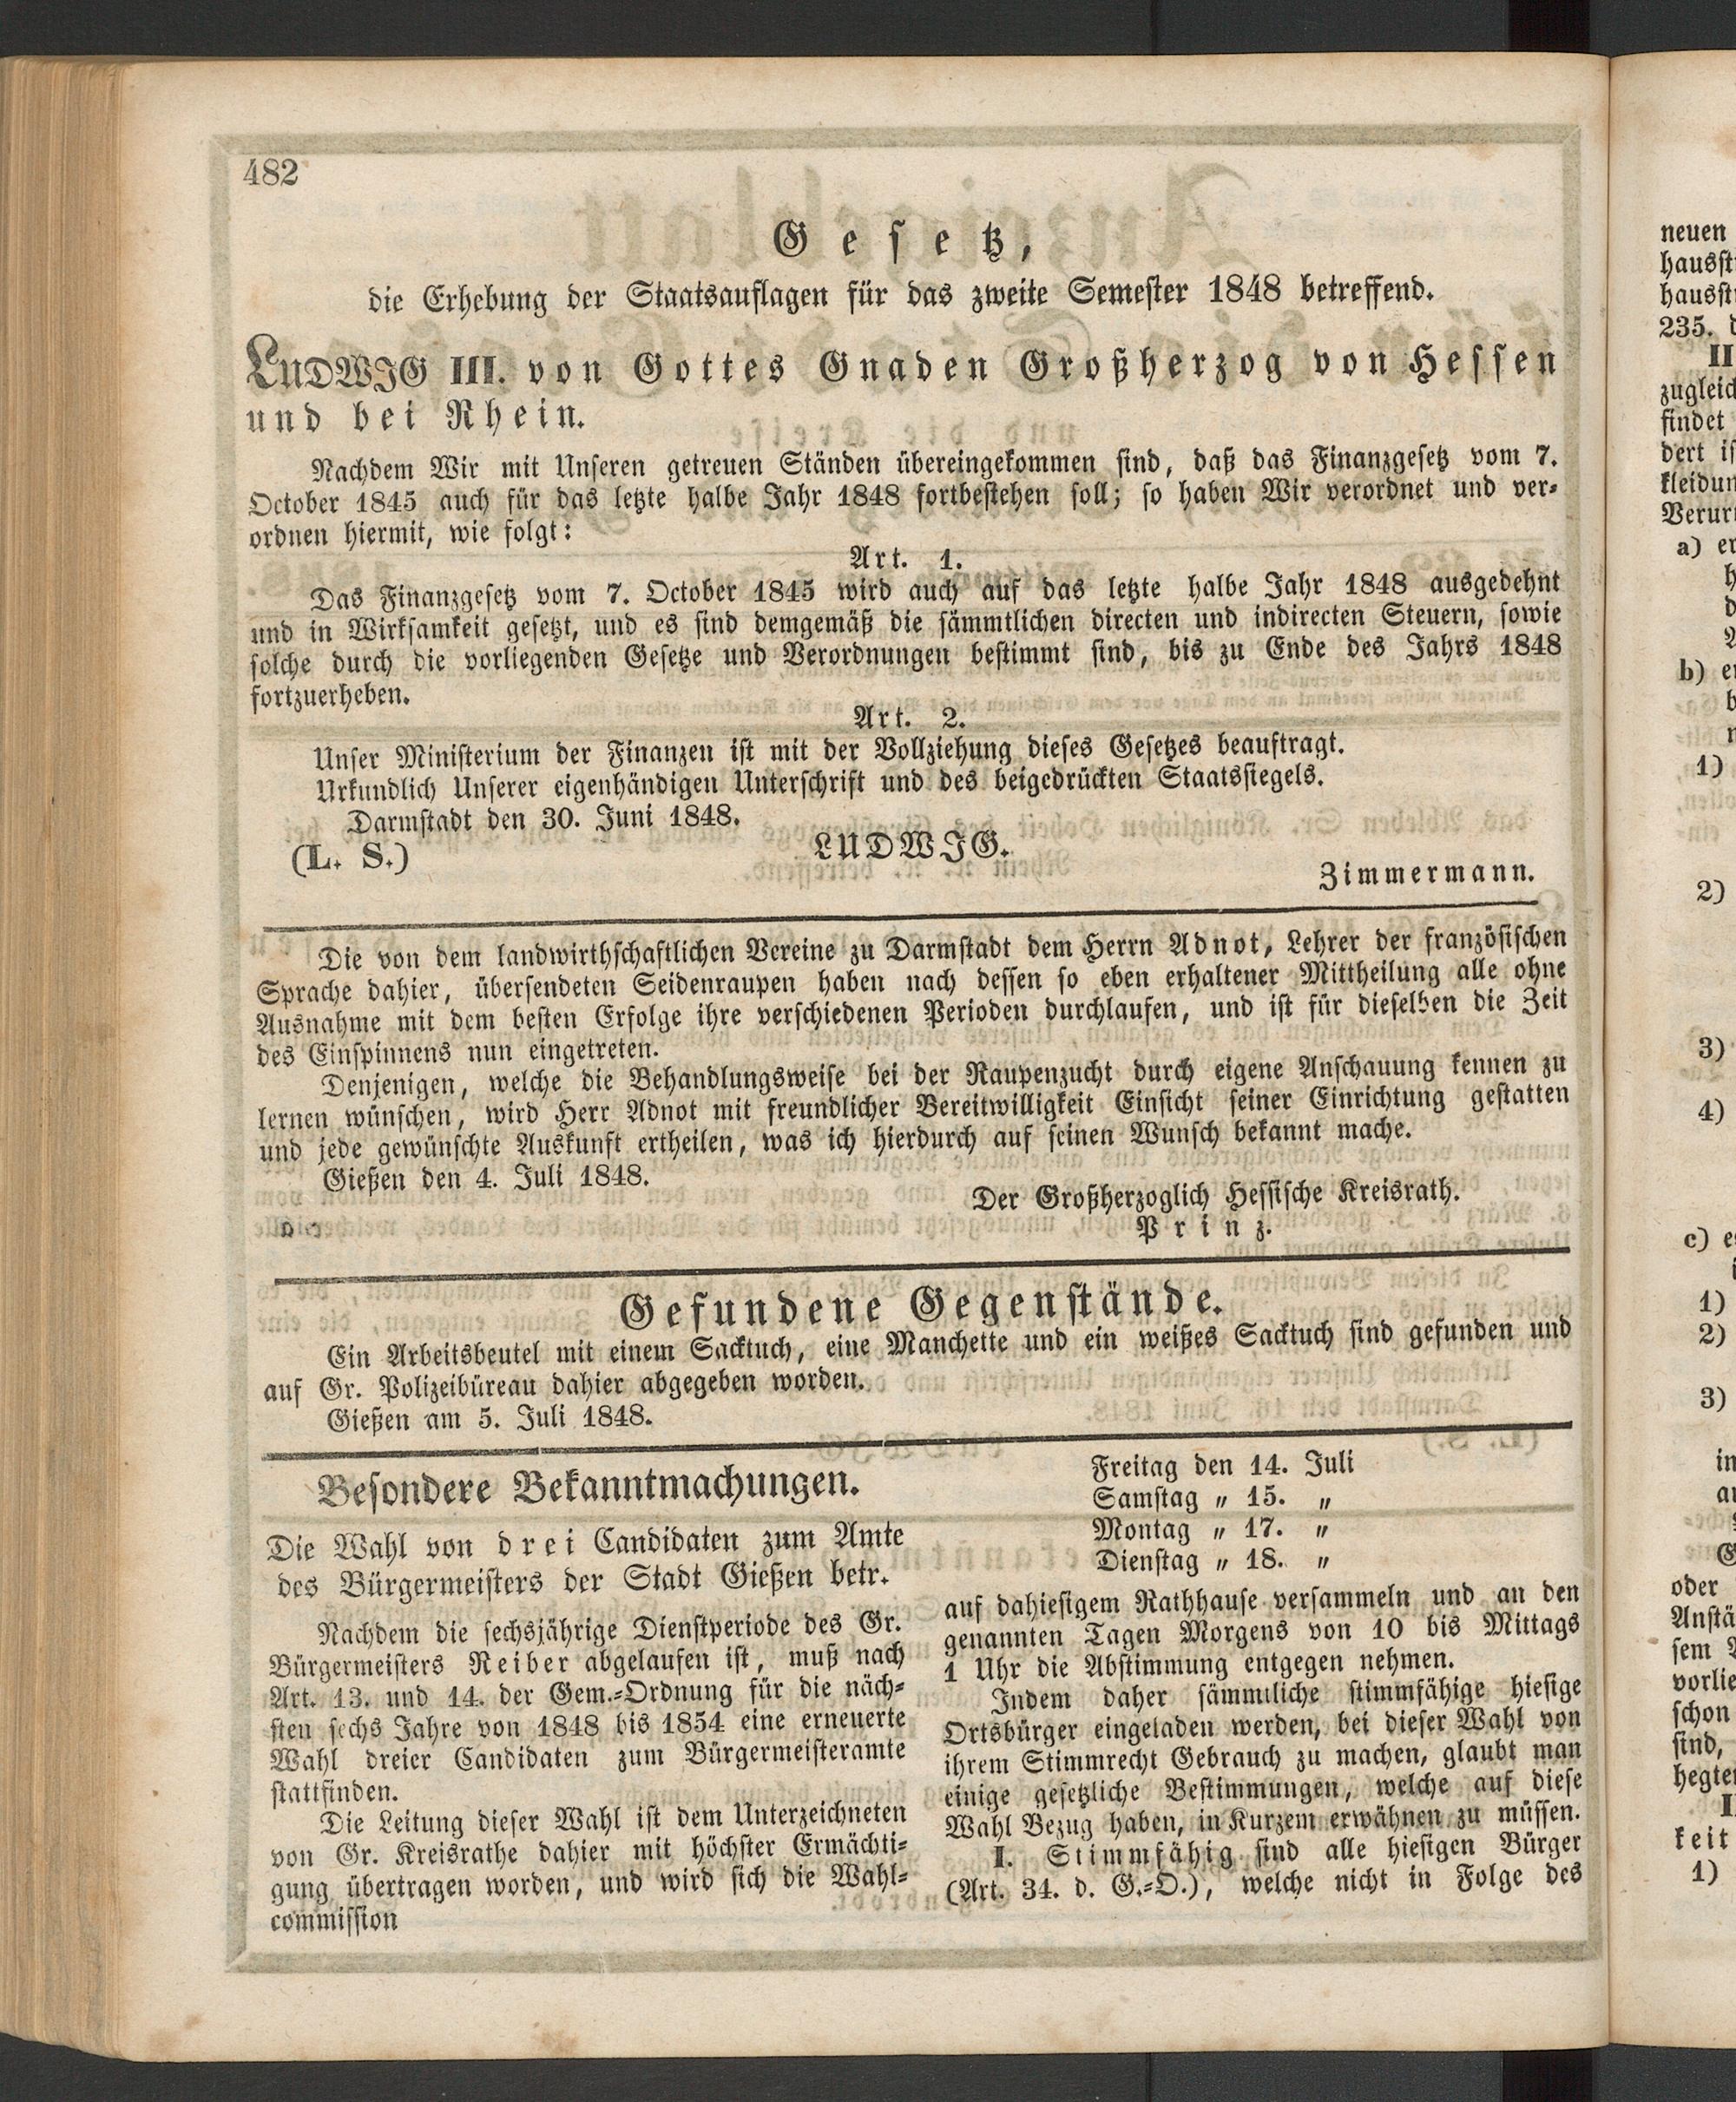 482
Gesetz,
die Erhebung der Staatsauflagen für das zweite Semester 1848 betreffend.
LUDWJG III. von Gottes Gnaden Großherzog von Hessen
und bei Rhein.
Nachdem Wir mit Unseren getreuen Ständen übereingekommen sind, daß das Finanzgesetz vom 7.
October 1845 auch für das letzte halbe Jahr 1848 fortbestehen soll; so haben Wir verordnet und ver-
ordnen hiermit, wie folgt:
Art. 1.
Das Finanzgesetz vom 7. October 1845 wird auch auf das letzte halbe Jahr 1848 ausgedehnt
und in Wirksamkeit gesetzt, und es sind demgemäß die sämmtlichen directen und indirecten Steuern, sowie
solche durch die vorliegenden Gesetze und Verordnungen bestimmt sind, bis zu Ende des Jahrs 1848
fortzuerheben.
Art. 2.
Unser Ministerium der Finanzen ist mit der Vollziehung dieses Gesetzes beauftragt.
Urkundlich Unserer eigenhändigen Unterschrift und des beigedrückten Staatssiegels.
Darmstadt den 30. Juni 1848.
(L. S.)
LUDWJG.
Zimmermann.
Die von dem landwirthschaftlichen Vereine zu Darmstadt dem Herrn Adnot, Lehrer der französischen
Sprache dahier, übersendeten Seidenraupen haben nach dessen so eben erhaltener Mittheilung alle ohne
Ausnahme mit dem besten Erfolge ihre verschiedenen Perioden durchlaufen, und ist für dieselben die Zeit
des Einspinnens nun eingetreten.
Denjenigen, welche die Behandlungsweise bei der Raupenzucht durch eigene Anschauung kennen zu
lernen wünschen, wird Herr Adnot mit freundlicher Bereitwilligkeit Einsicht seiner Einrichtung gestatten
und jede gewünschte Auskunft ertheilen, was ich hierdurch auf seinen Wunsch bekannt mache.
Gießen den 4. Juli 1848.
Der Großherzoglich Hessische Kreisrath.
Prinz.
Gefundene Gegenstände.
Ein Arbeitsbeutel mit einem Sacktuch, eine Manchette und ein weißes Sacktuch sind gefunden und
auf Gr. Polizeibüreau dahier abgegeben worden.
Gießen am 5. Juli 1848.
Besondere Bekanntmachungen.
Die Wahl von drei Candidaten zum Amte
des Bürgermeisters der Stadt Gießen betr.
Nachdem die sechsjährige Dienstperiode des Gr.
Bürgermeisters Reiber abgelaufen ist, muß nach
Art. 13. und 14. der Gem.-Ordnung für die näch-
sten sechs Jahre von 1848 bis 1854 eine erneuerte
Wahl dreier Candidaten zum Bürgermeisteramte
stattfinden.
Die Leitung dieser Wahl ist dem Unterzeichneten
von Gr. Kreisrathe dahier mit höchster Ermächti-
gung übertragen worden, und wird sich die Wahl-
commission
Freitag den 14. Juli
Samstag „ 15. „
Montag „ 17. „
Dienstag „ 18. „
auf dahiesigem Rathhause versammeln und an den
genannten Tagen Morgens von 10 bis Mittags
1 Uhr die Abstimmung entgegen nehmen.
Indem daher sämmtliche stimmfähige hiesige
Ortsbürger eingeladen werden, bei dieser Wahl von
ihrem Stimmrecht Gebrauch zu machen, glaubt man
einige gesetzliche Bestimmungen, welche auf diese
Wahl Bezug haben, in Kurzem erwähnen zu müssen.
I. Stimmfähig sind alle hiesigen Bürger
(Art. 34. d. G.-O.), welche nicht in Folge des
neuen
235.
II
findet
a)
b)
1)
2)
3)
4)
c)
1)
2)
3)
oder
schon
sind,
keit
1)